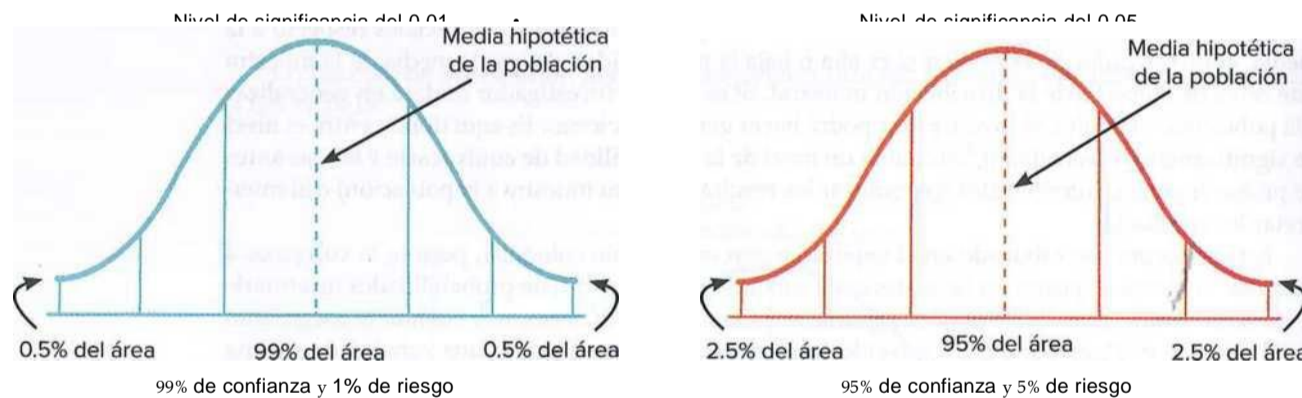 Nivel de significancia del 0.01
Media hipotética
de la población
0.5% del área
99% del área
0.5% del área
99% de confianza y 1% de riesgo
Nivel de significancia del 0.05
Media hipotética
de la población
2.5% del área
95% del área
2.5% del área
95% de confianza y 5% de riesgo